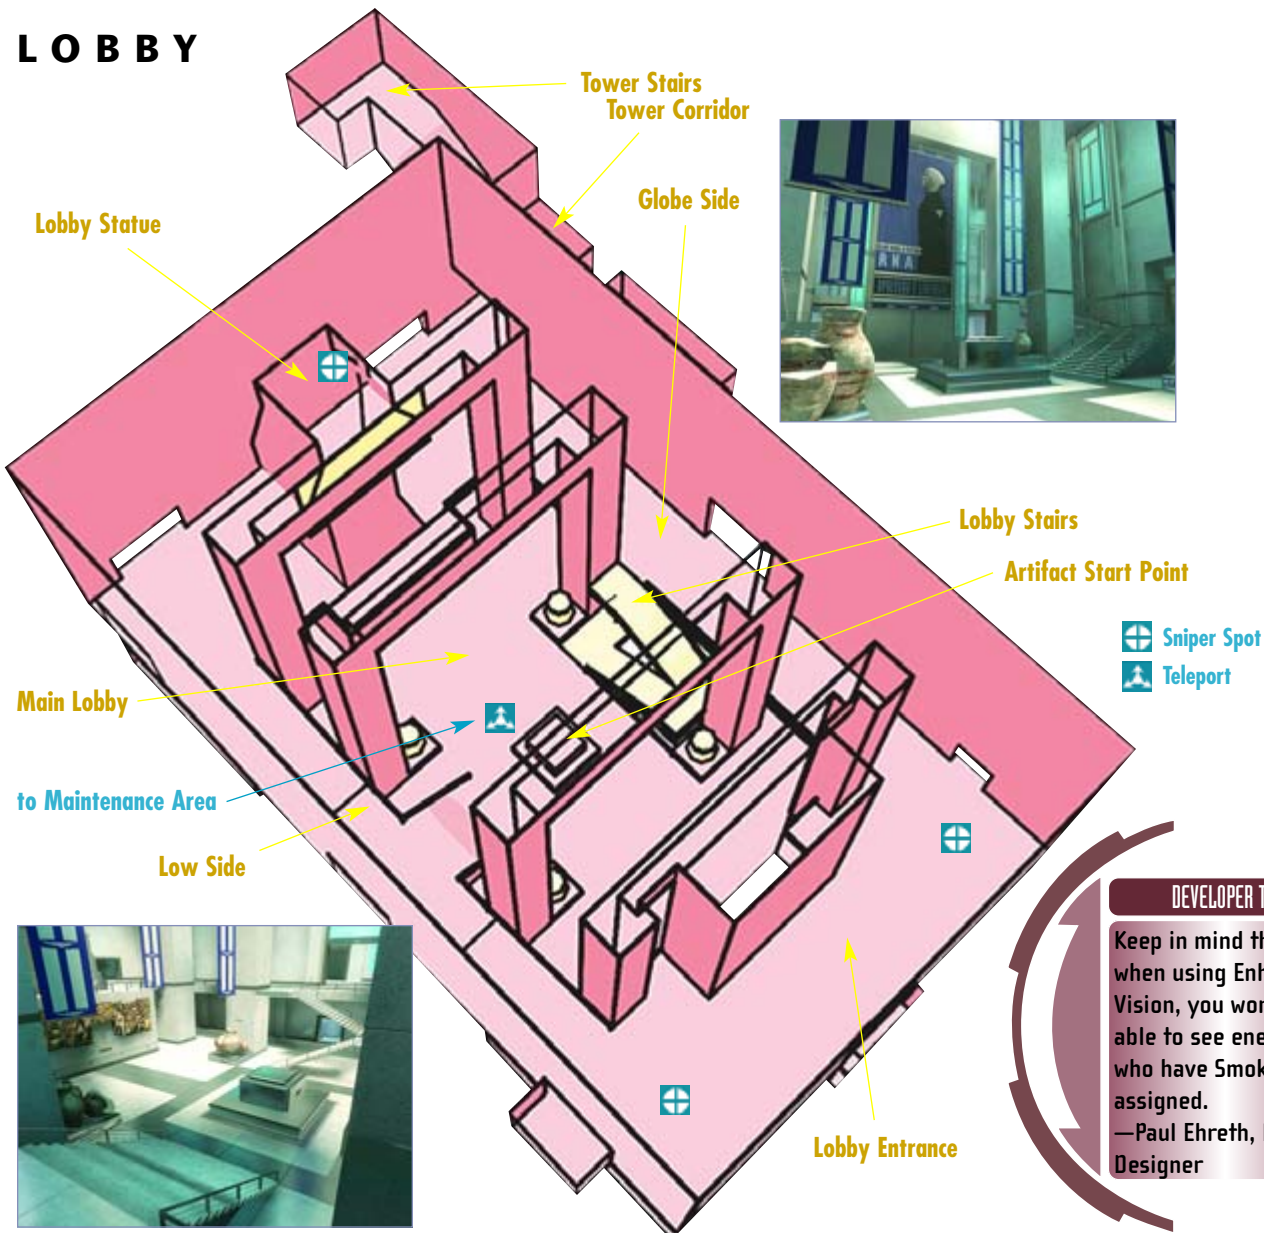 LOBBY
Tower Stairs
Tower Corridor
Globe Side
Lobby Statue
Lobby Stairs
Artifact Start Point
Sniper Spot
Teleport
Main Lobby
to Maintenance Area
Low Side
Lobby Entrance
DEVELOPER
Keep in mind
when using
Vision, you
able to see
who have
assigned.
—Paul Ehreth,
Designer